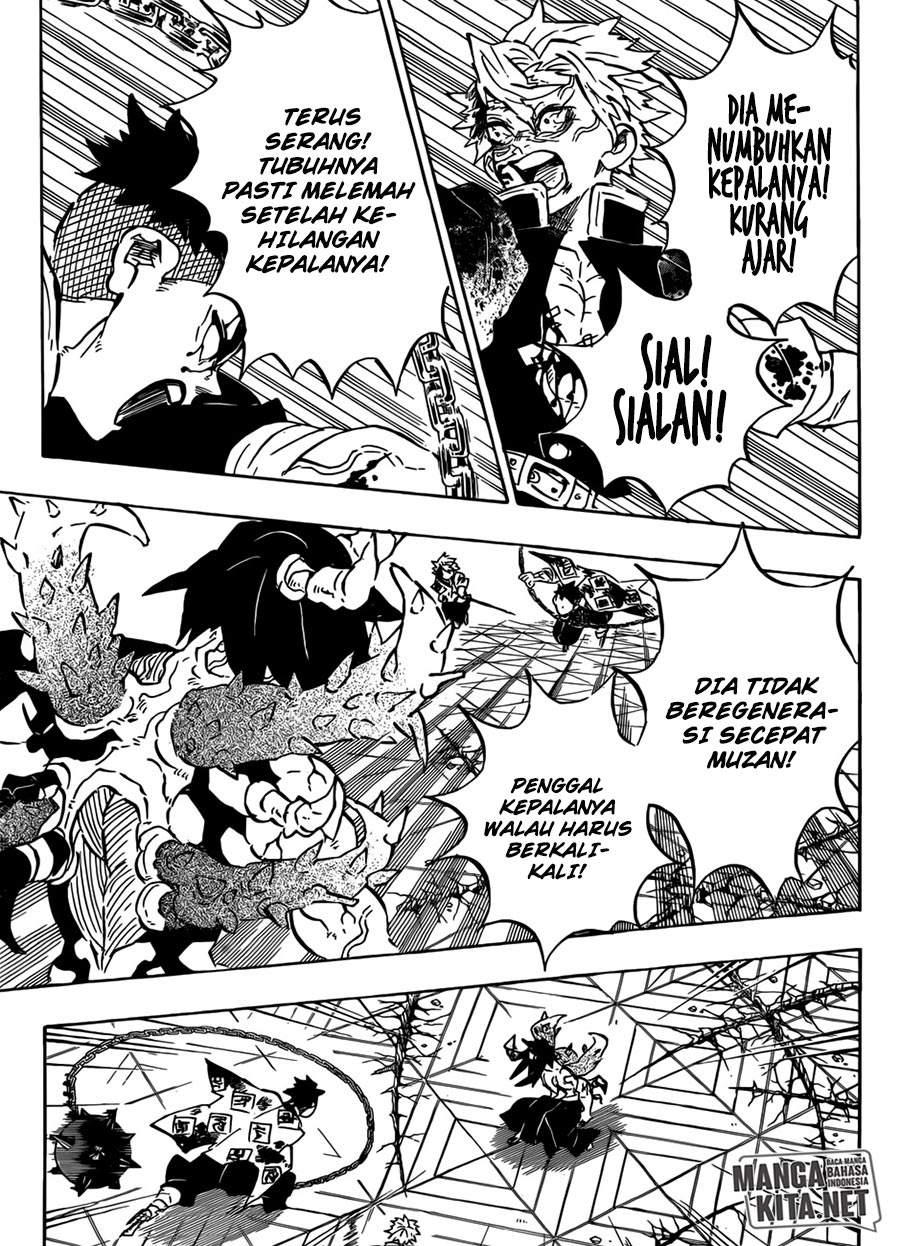 DIA ME-
NUMBUHKAN
KEPALANYA!
KURANG
AJAR!
SIAL!
SIALAN!
TERUS
SERANG!
TUBUHNYA
PASTI MELEMAH
SETELAH KE-
HILANGAN
KEPALANYA!
DIA TIDAK
BEREGENERA-
SI SECEPAT
MUZAN!
PENGGAL
KEPALANYA
WALAU HARUS
BERKALI-
KALI!
MANGA
KITA.NET
BACA-MANGA
BAHASA
INDONESIA